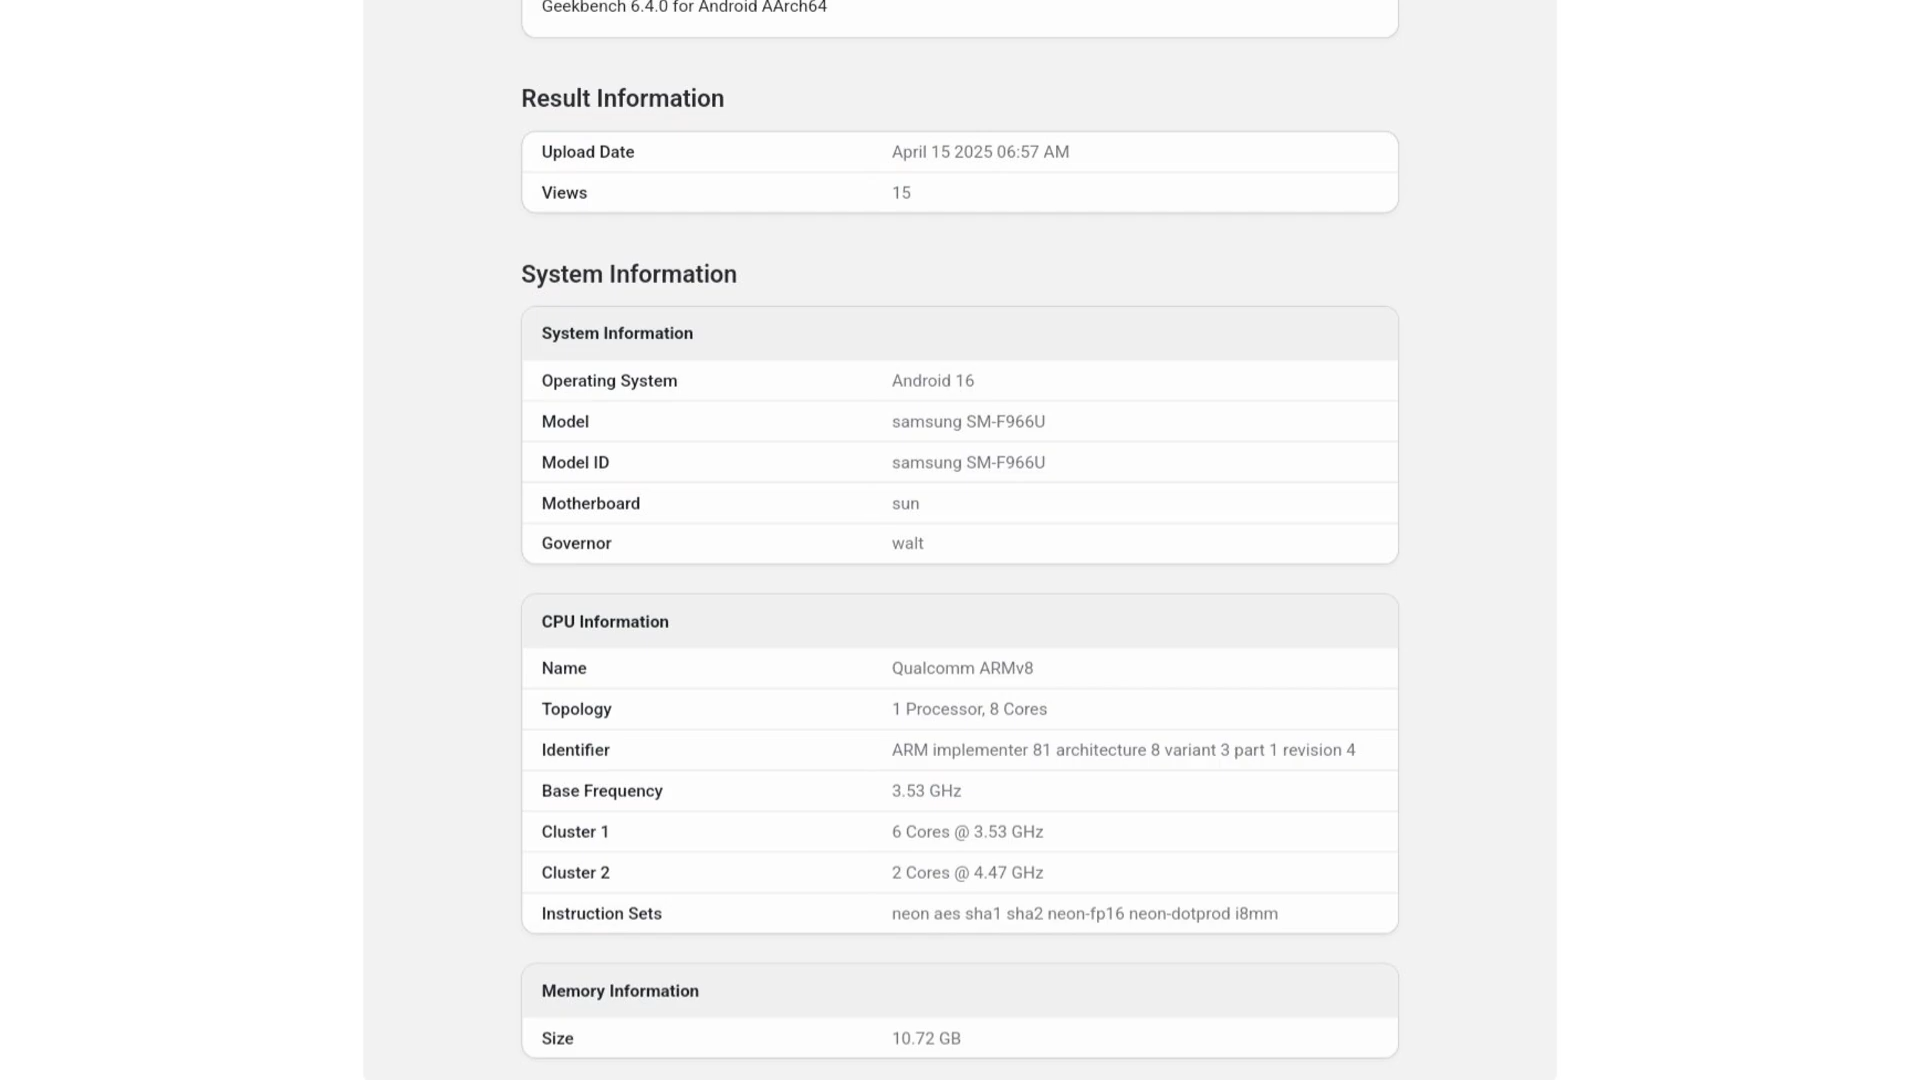 Geekbench 6.4.0 for Android AArch64
Result Information
Upload Date April 15 2025 06:57 AM
Views 15
System Information
System Information
Operating System Android 16
Model samsung SM-F966U
Model ID samsung SM-F966U
Motherboard sun
Governor walt
CPU Information
Name Qualcomm ARMv8
Topology 1 Processor, 8 Cores
Identifier ARM implementer 81 architecture 8 variant 3 part 1 revision 4
Base Frequency 3.53 GHz
Cluster 1 6 Cores @ 3.53 GHz
Cluster 2 2 Cores @ 4.47 GHz
Instruction Sets neon aes sha1 sha2 neon-fp16 neon-dotprod i8mm
Memory Information
Size 10.72 GB